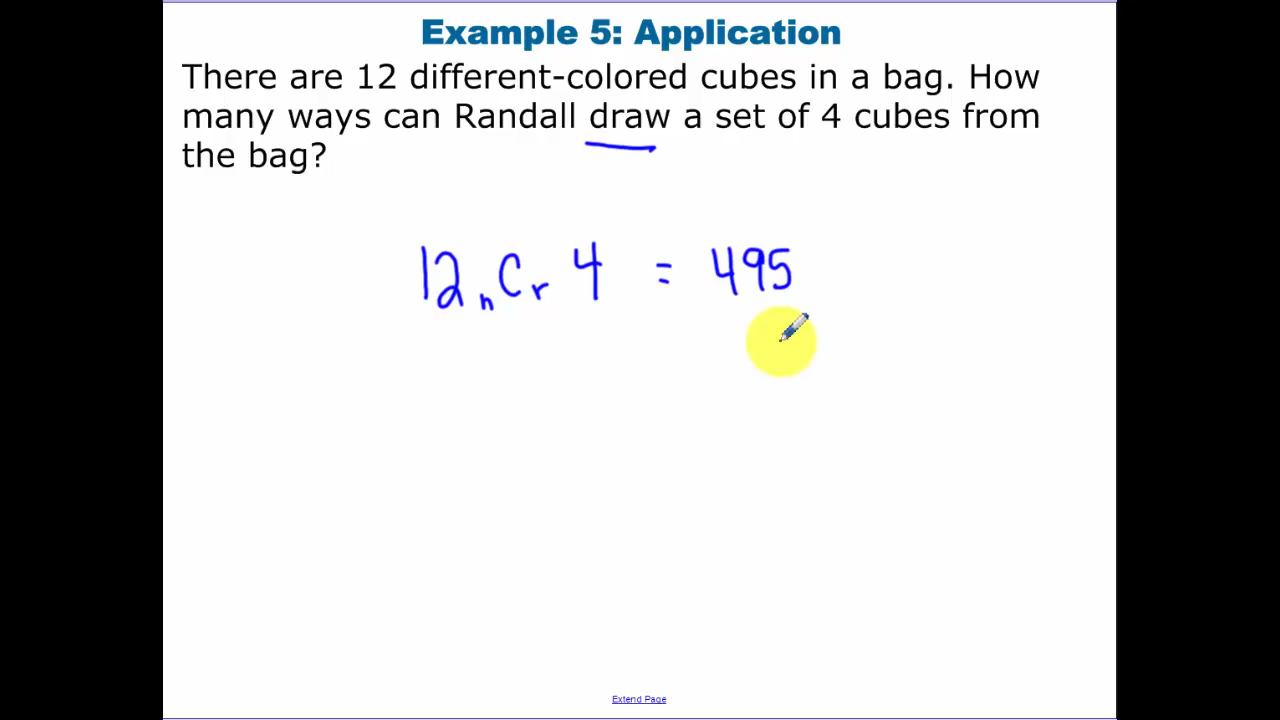 Example 5: Application
There are 12 different-colored cubes in a bag. How
many ways can Randall draw a set of 4 cubes from
the bag?
12 nCr 4 = 495
Extend Page